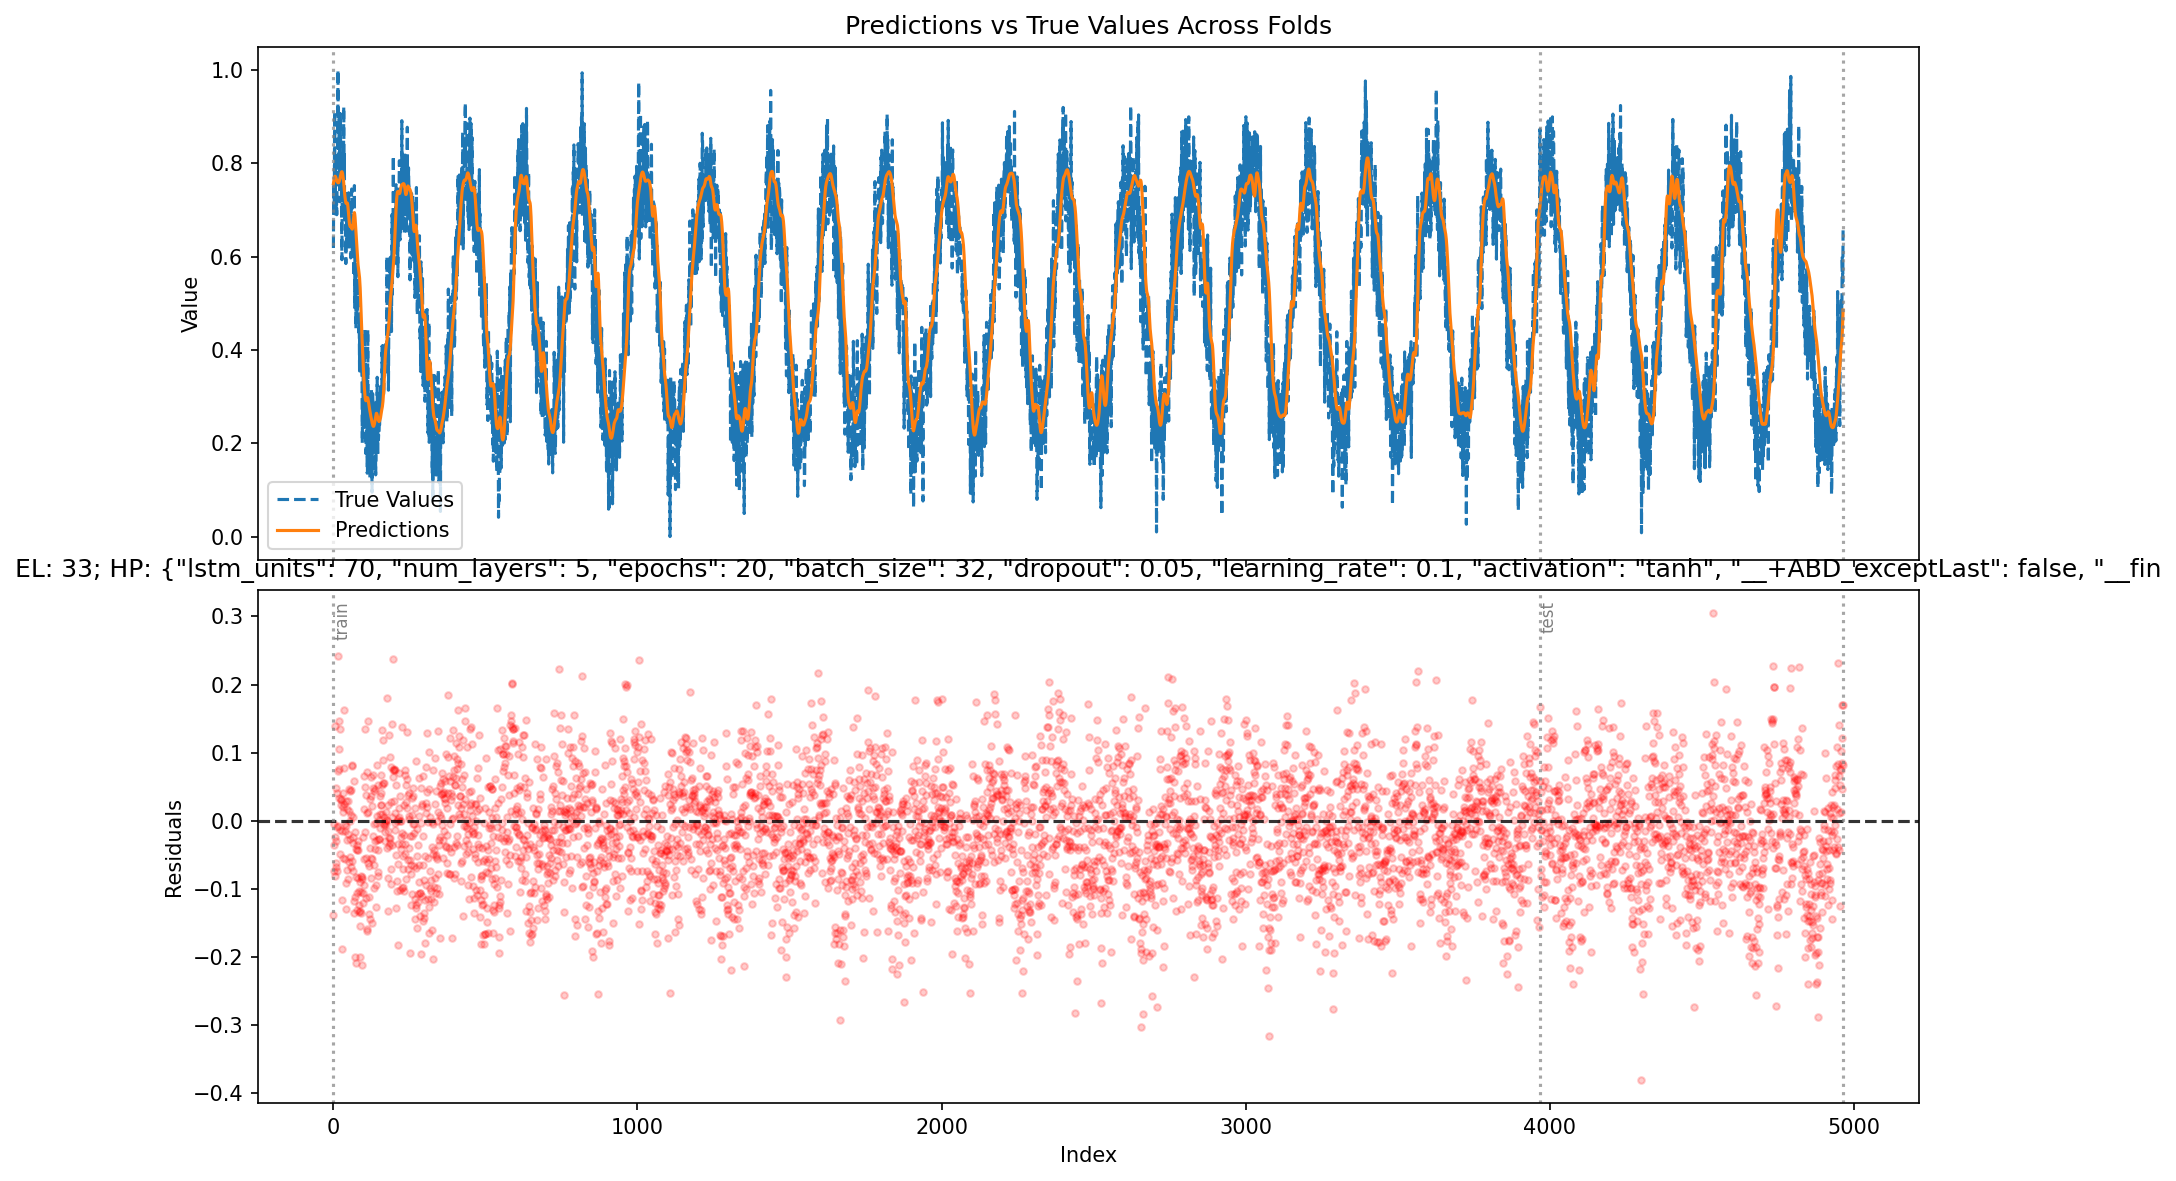 Predictions vs True Values Across Folds
1.0
0.8
0.6
0.4
0.2
0.0
Value
True Values
Predictions
EL: 33; HP: {"lstm_units": 70, "num_layers": 5, "epochs": 20, "batch_size": 32, "dropout": 0.05, "learning_rate": 0.1, "activation": "tanh", "__+ABD_exceptLast": false, "__fin
train
test
0.3
0.2
0.1
0.0
−0.1
−0.2
−0.3
−0.4
Residuals
0
1000
2000
3000
4000
5000
Index